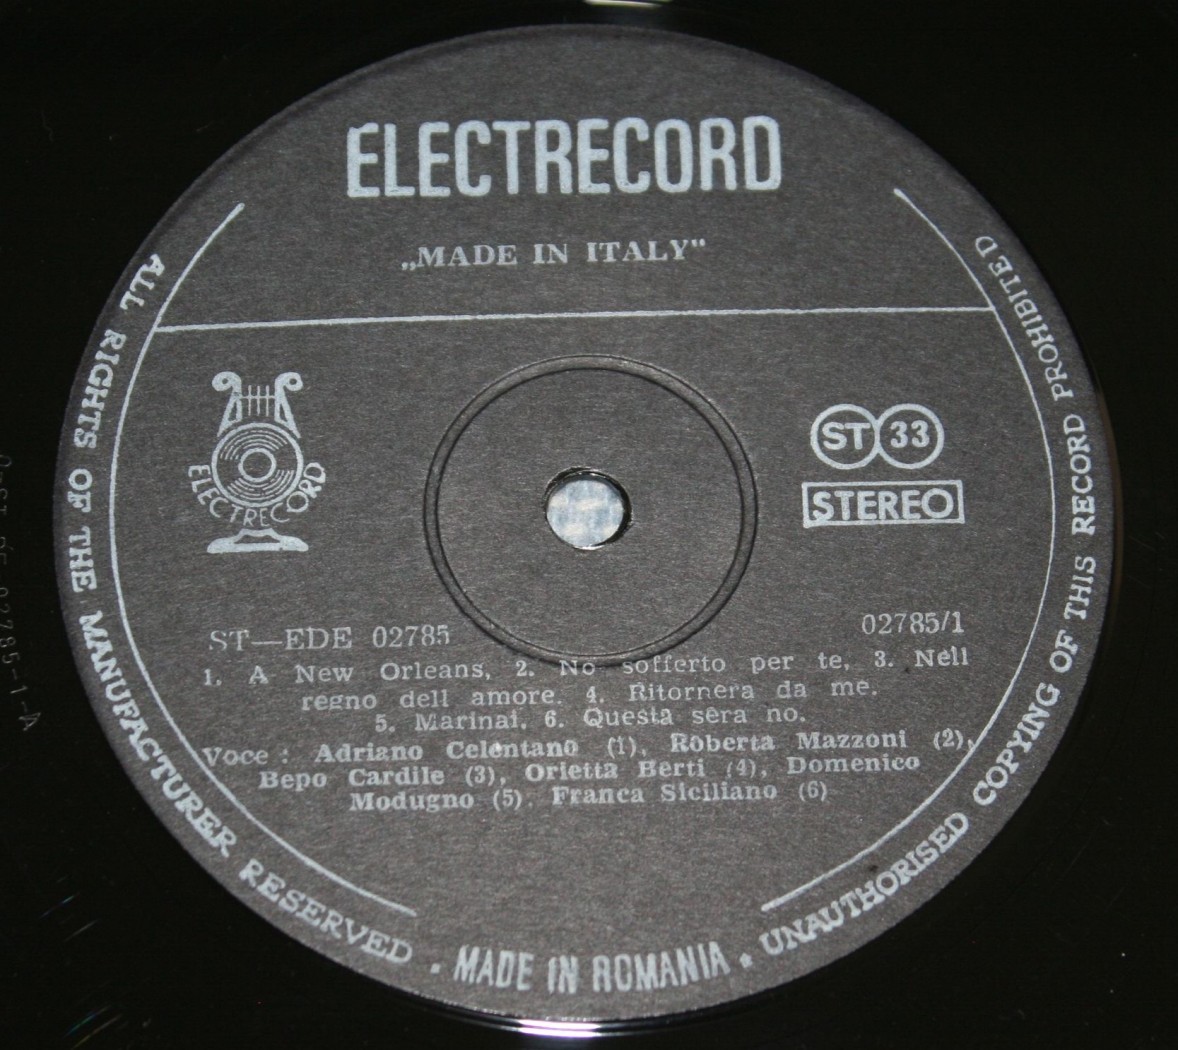 ELECTRECORD
„MADE IN ITALY"
ELECTRECORD
ST 33
STEREO
ST—EDE 02785
02785/1
1. A New Orleans, 2. No sofferto per te, 3. Nell
regno dell amore. 4. Ritornera da me.
5. Marinai. 6. Questa sera no.
Voce : Adriano Celentano (1), Roberta Mazzoni (2),
Bepo Cardile (3), Orietta Berti (4), Domenico
Modugno (5). Franca Siciliano (6)
ALL RIGHTS OF THE MANUFACTURER RESERVED • MADE IN ROMANIA • UNAUTHORISED COPYING OF THIS RECORD PROHIBITED
02785-1-A